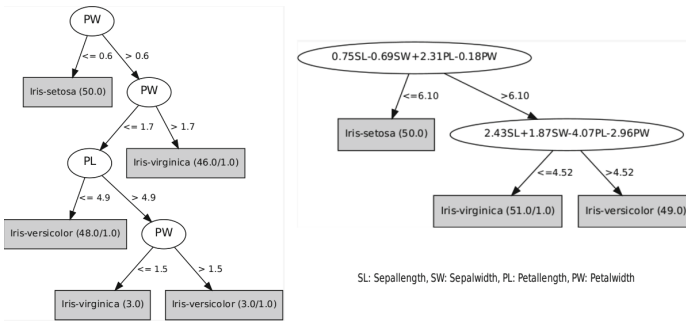 PW
<= 0.6
> 0.6
Iris-setosa (50.0)
PW
<= 1.7
> 1.7
PL
Iris-virginica (46.0/1.0)
<= 4.9
> 4.9
Iris-versicolor (48.0/1.0)
PW
<= 1.5
> 1.5
Iris-virginica (3.0)
Iris-versicolor (3.0/1.0)
0.75SL-0.69SW+2.31PL-0.18PW
<=6.10
>6.10
Iris-setosa (50.0)
2.43SL+1.87SW-4.07PL-2.96PW
<=4.52
>4.52
Iris-virginica (51.0/1.0)
Iris-versicolor (49.0)
SL: Sepallength, SW: Sepalwidth, PL: Petallength, PW: Petalwidth